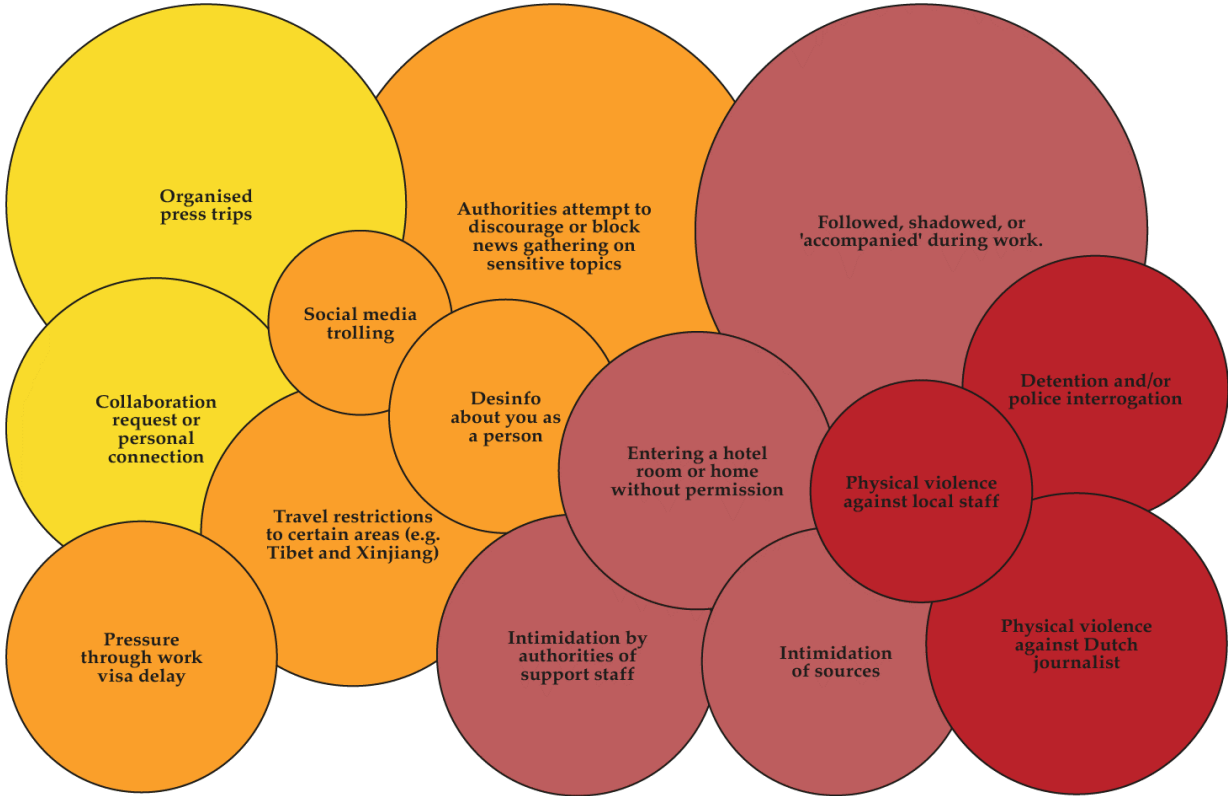 Organised
press trips
Authorities attempt to
discourage or block
news gathering on
sensitive topics
Followed, shadowed, or
'accompanied' during work.
Social media
trolling
Collaboration
request or
personal
connection
Desinfo
about you as
a person
Detention and/or
police interrogation
Entering a hotel
room or home
without permission
Physical violence
against local staff
Travel restrictions
to certain areas (e.g.
Tibet and Xinjiang)
Pressure
through work
visa delay
Intimidation by
authorities of
support staff
Intimidation
of sources
Physical violence
against Dutch
journalist